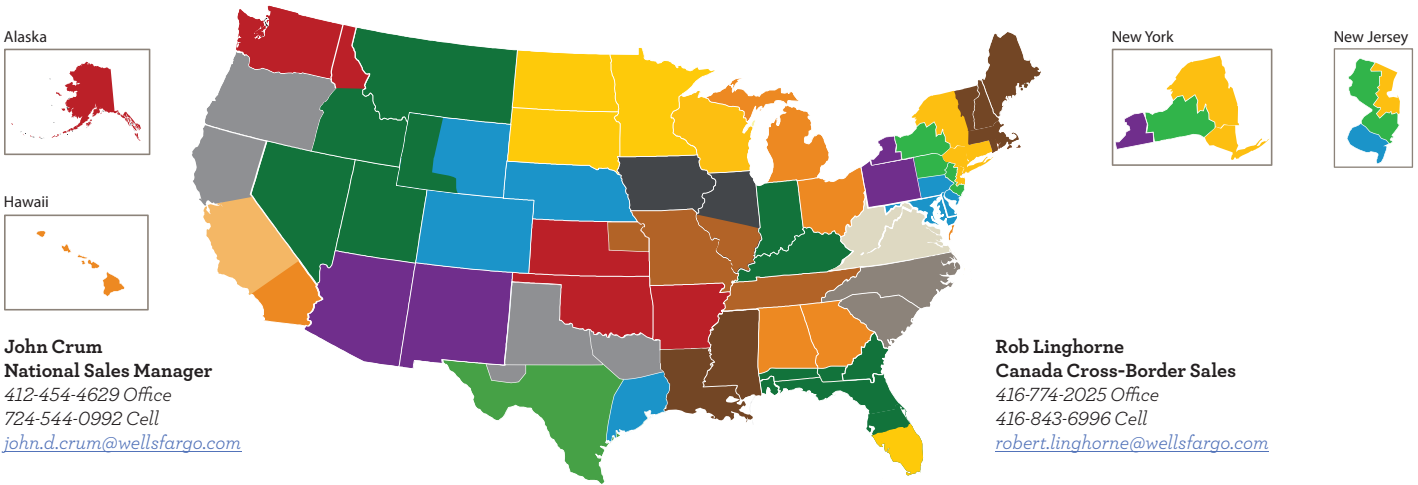 Alaska
Hawaii
New York
New Jersey
John Crum
National Sales Manager
412-454-4629 Office
724-544-0992 Cell
john.d.crum@wellsfargo.com
Rob Linghorne
Canada Cross-Border Sales
416-774-2025 Office
416-843-6996 Cell
robert.linghorne@wellsfargo.com